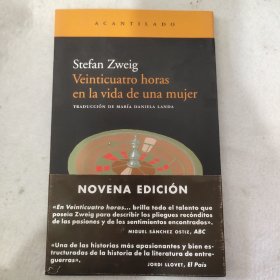 ACANTILADO
Stefan Zweig
Veinticuatro horas
en la vida de una mujer
TRADUCCIÓN DE MARÍA DANIELA LANDA
NOVENA EDICIÓN
«En Veinticuatro horas... brilla todo el talento que
poseía Zweig para describir los pliegues recónditos
de las pasiones y de los sentimientos encontrados».
MIGUEL SÁNCHEZ OSTIZ, ABC
«Una de las historias más apasionantes y bien es-
tructuradas de la historia de la literatura de entre-
guerras».
JORDI LLOVET, El País